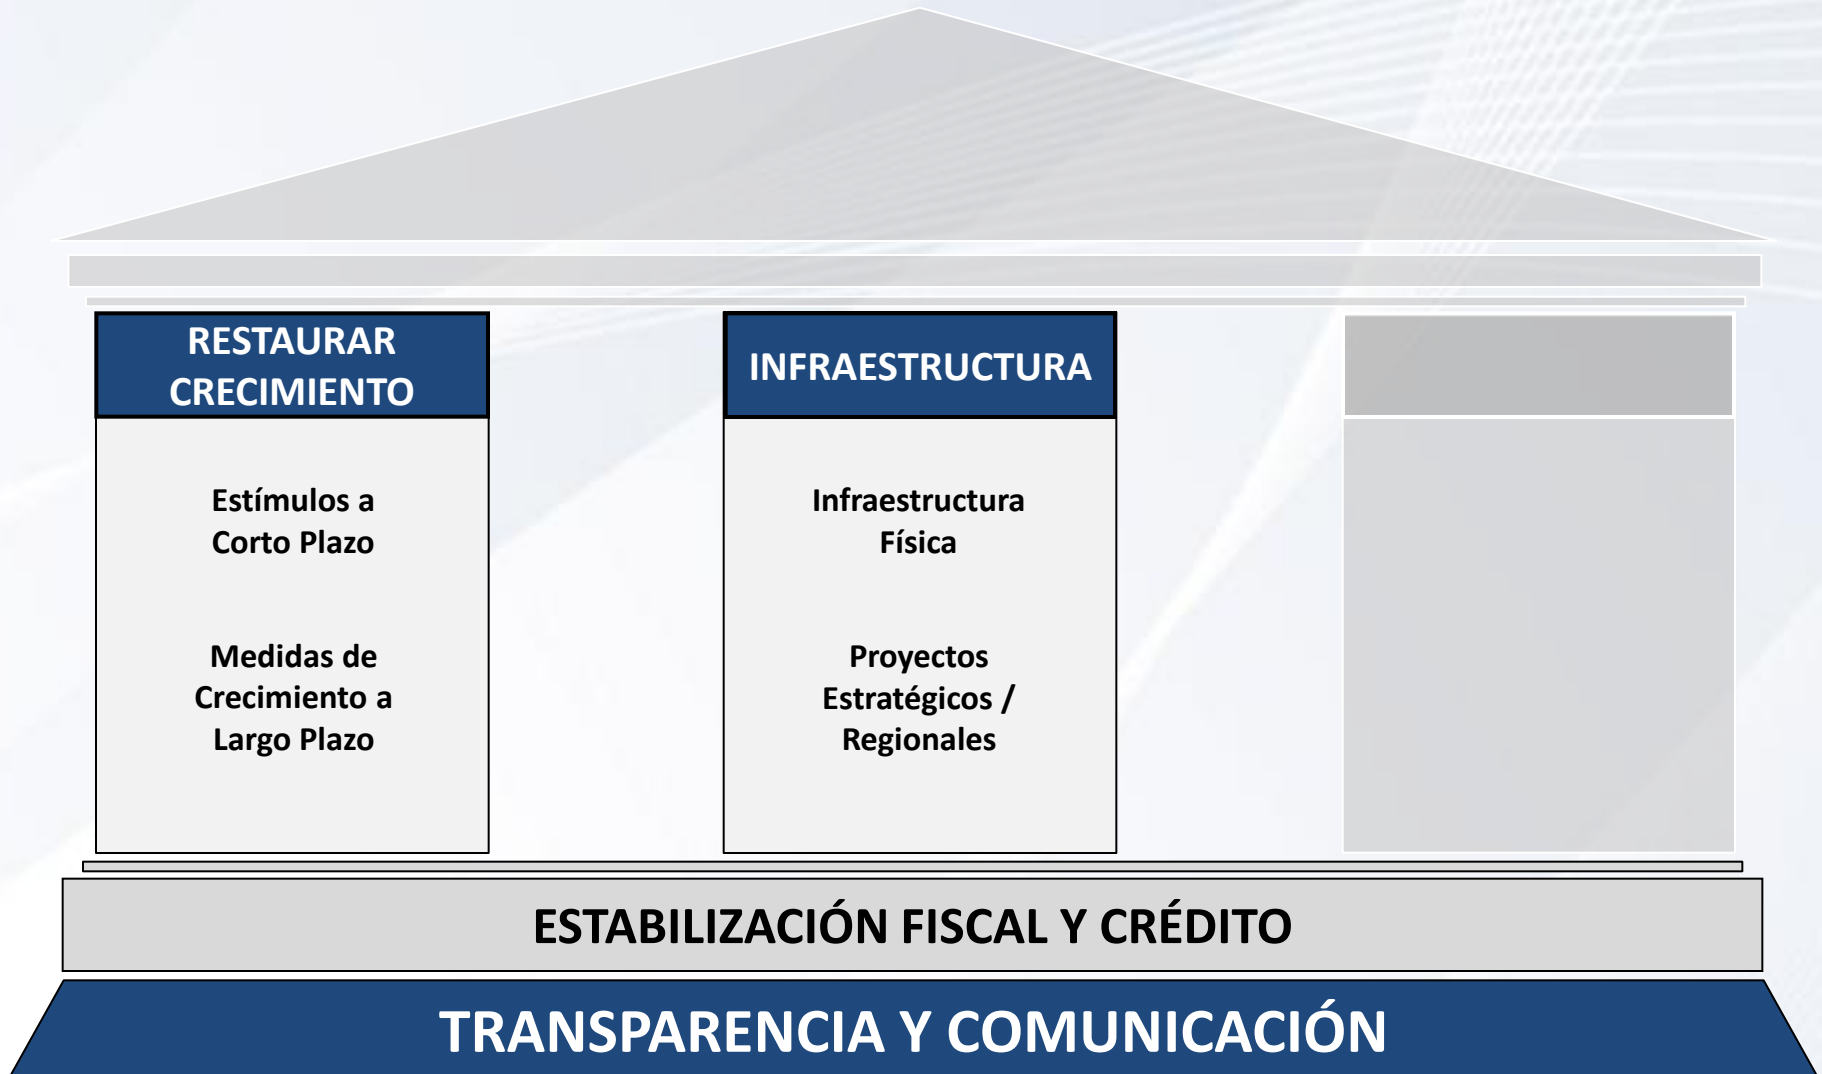 RESTAURAR
CRECIMIENTO
Estímulos a
Corto Plazo
Medidas de
Crecimiento a
Largo Plazo
INFRAESTRUCTURA
Infraestructura
Física
Proyectos
Estratégicos /
Regionales
ESTABILIZACIÓN FISCAL Y CRÉDITO
TRANSPARENCIA Y COMUNICACIÓN